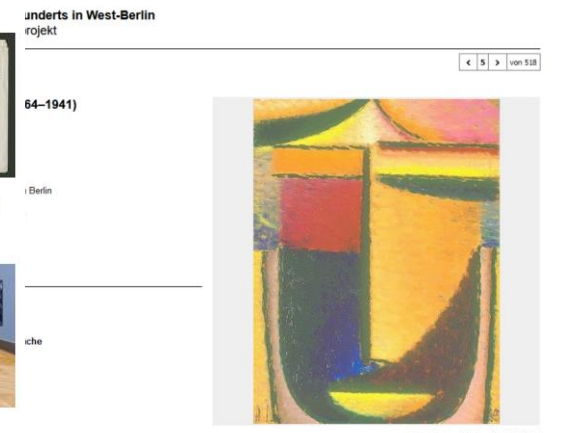 underts in West-Berlin
rojekt
< 5 > von 518
64–1941)
Berlin
che